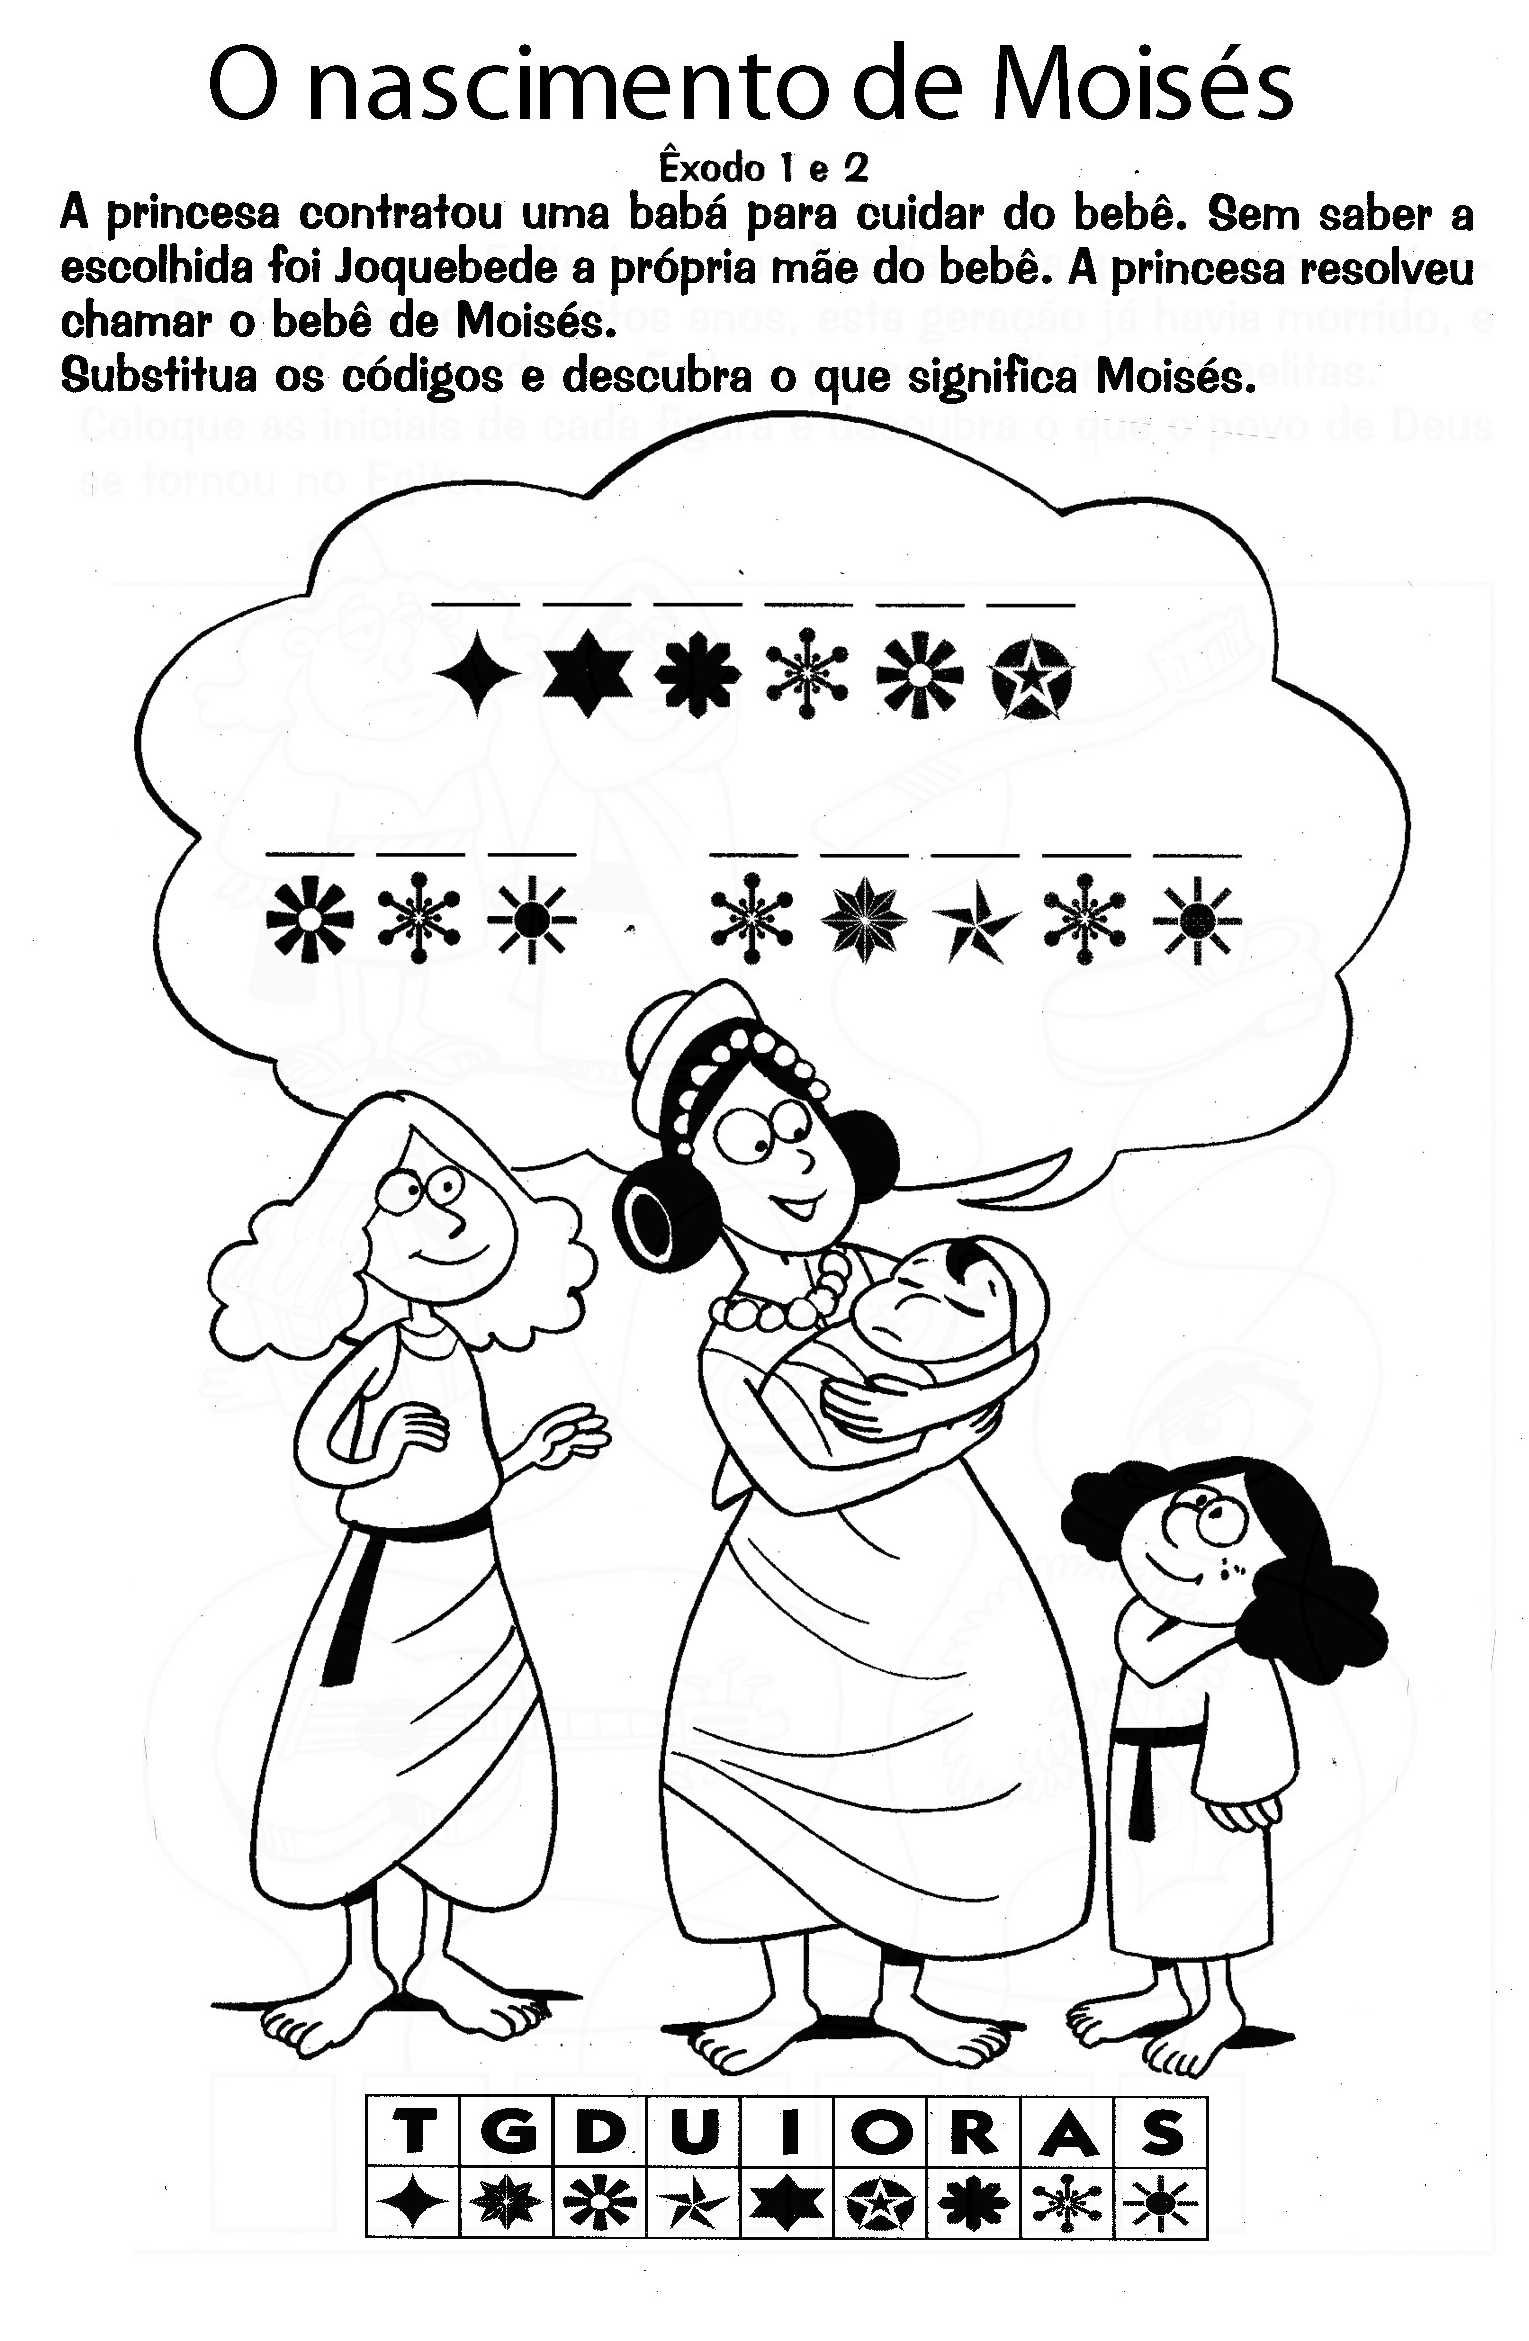 O nascimento de Moisés
Êxodo 1 e 2
A princesa contratou uma babá para cuidar do bebê. Sem saber a
escolhida foi Joquebede a própria mãe do bebê. A princesa resolveu
chamar o bebê de Moisés.
Substitua os códigos e descubra o que significa Moisés.
T G D U I O R A S